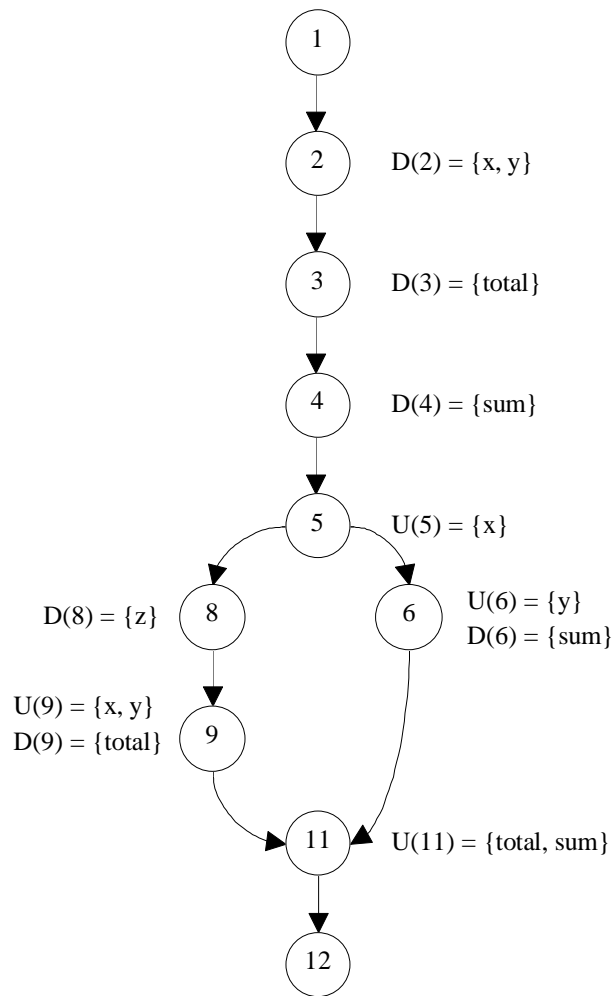 1
2
D(2) = {x, y}
3
D(3) = {total}
4
D(4) = {sum}
5
U(5) = {x}
D(8) = {z}
8
6
U(6) = {y}
D(6) = {sum}
U(9) = {x, y}
D(9) = {total}
9
11
U(11) = {total, sum}
12